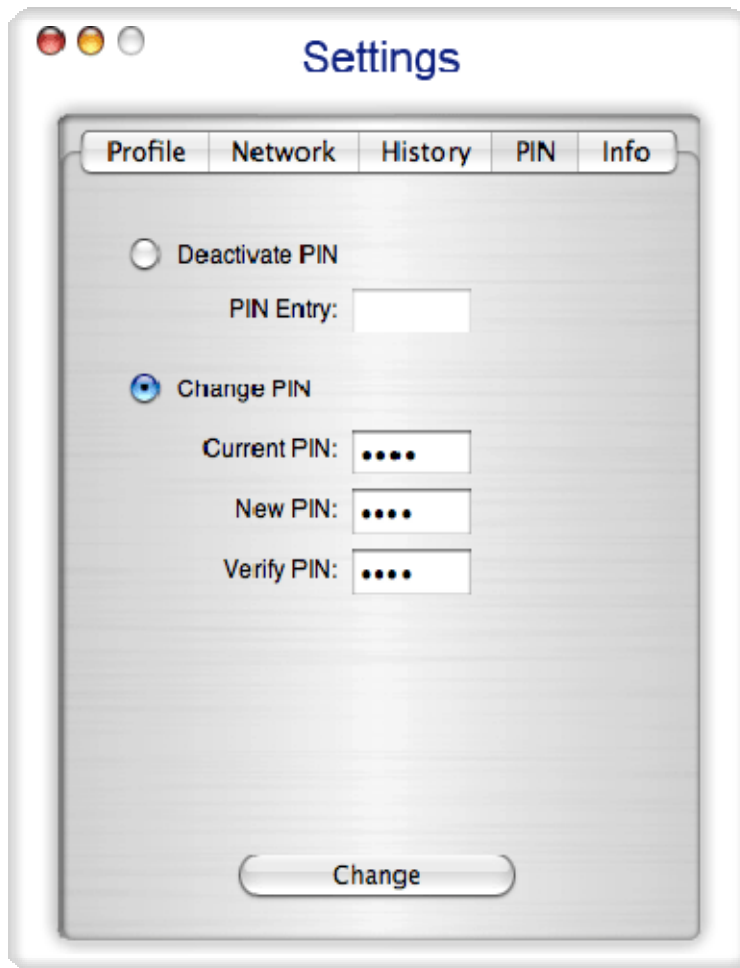 Settings
Profile Network History PIN Info
Deactivate PIN
PIN Entry:
Change PIN
Current PIN: ••••
New PIN: ••••
Verify PIN: ••••
Change